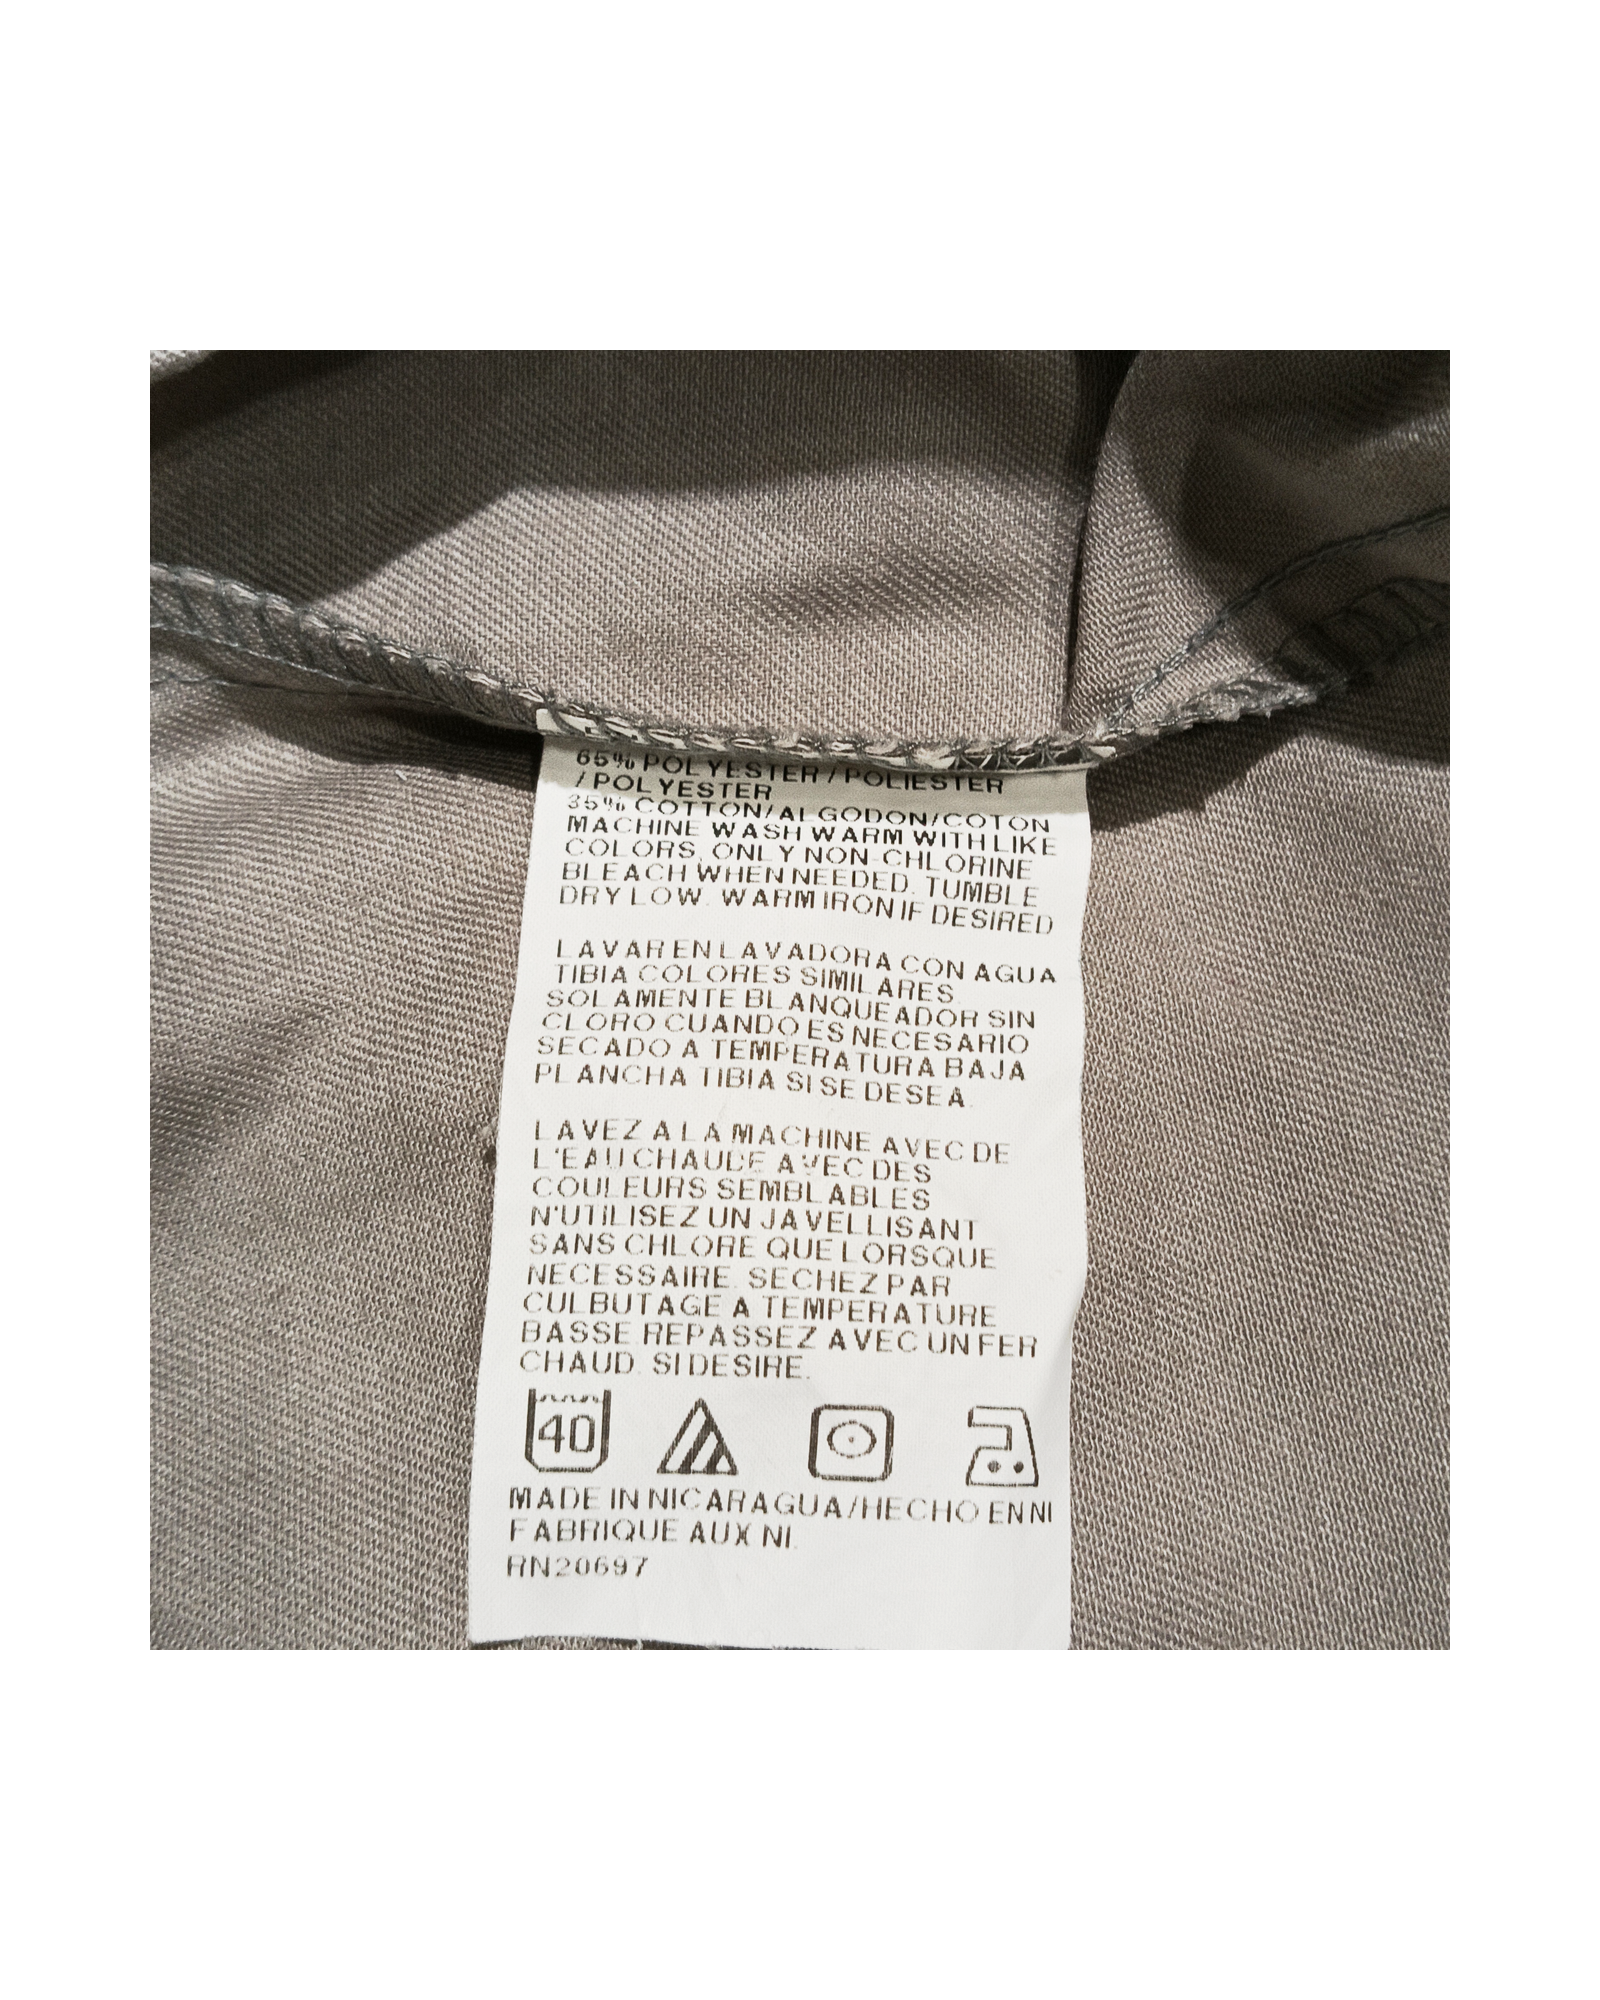 65% POLYESTER / POLIESTER
/ POLYESTER
35% COTTON/ALGODON/COTON
MACHINE WASH WARM WITH LIKE
COLORS, ONLY NON-CHLORINE
BLEACH WHEN NEEDED. TUMBLE
DRY LOW. WARM IRON IF DESIRED
LAVAR EN LAVADORA CON AGUA
TIBIA COLORES SIMILARES.
SOLAMENTE BLANQUEADOR SIN
CLORO CUANDO ES NECESARIO
SECADO A TEMPERATURA BAJA
PLANCHA TIBIA SI SE DESEA.
LAVEZ A LA MACHINE AVEC DE
L'EAU CHAUDE AVEC DES
COULEURS SEMBLABLES
N'UTILISEZ UN JAVELLISANT
SANS CHLORE QUE LORSQUE
NECESSAIRE. SECHEZ PAR
CULBUTAGE A TEMPERATURE
BASSE REPASSEZ AVEC UN FER
CHAUD. SI DESIRE.
40
MADE IN NICARAGUA/HECHO EN NI
FABRIQUE AUX NI.
RN20697